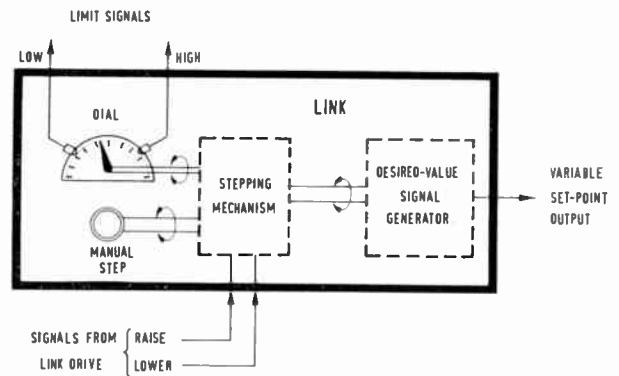 LIMIT SIGNALS
LOW
HIGH
DIAL
LINK
STEPPING
MECHANISM
DESIRED-VALUE
SIGNAL
GENERATOR
VARIABLE
SET-POINT
OUTPUT
MANUAL
STEP
SIGNALS FROM
LINK DRIVE
RAISE
LOWER